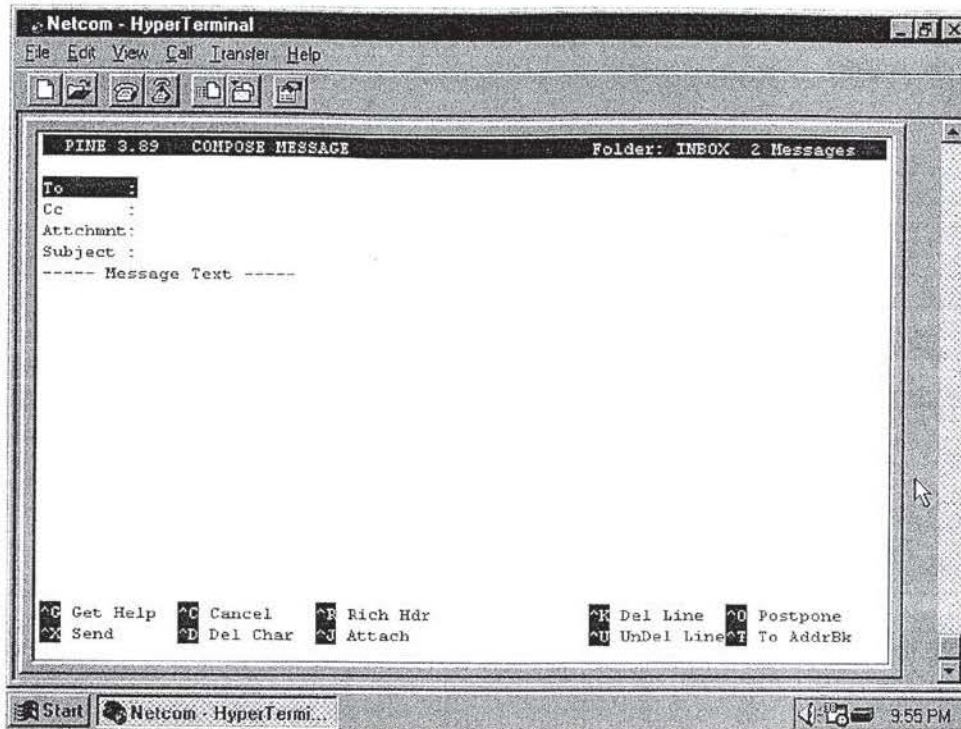 Netcom - HyperTerminal
File Edit View Call Transfer Help
PINE 3.89 COMPOSE MESSAGE Folder: INBOX 2 Messages
To :
Cc :
Attchmnt:
Subject :
----- Message Text -----
^G Get Help ^C Cancel ^R Rich Hdr ^K Del Line ^O Postpone
^X Send ^D Del Char ^J Attach ^U UnDel Line ^T To AddrBk
Start Netcom - HyperTermi... 9:55 PM